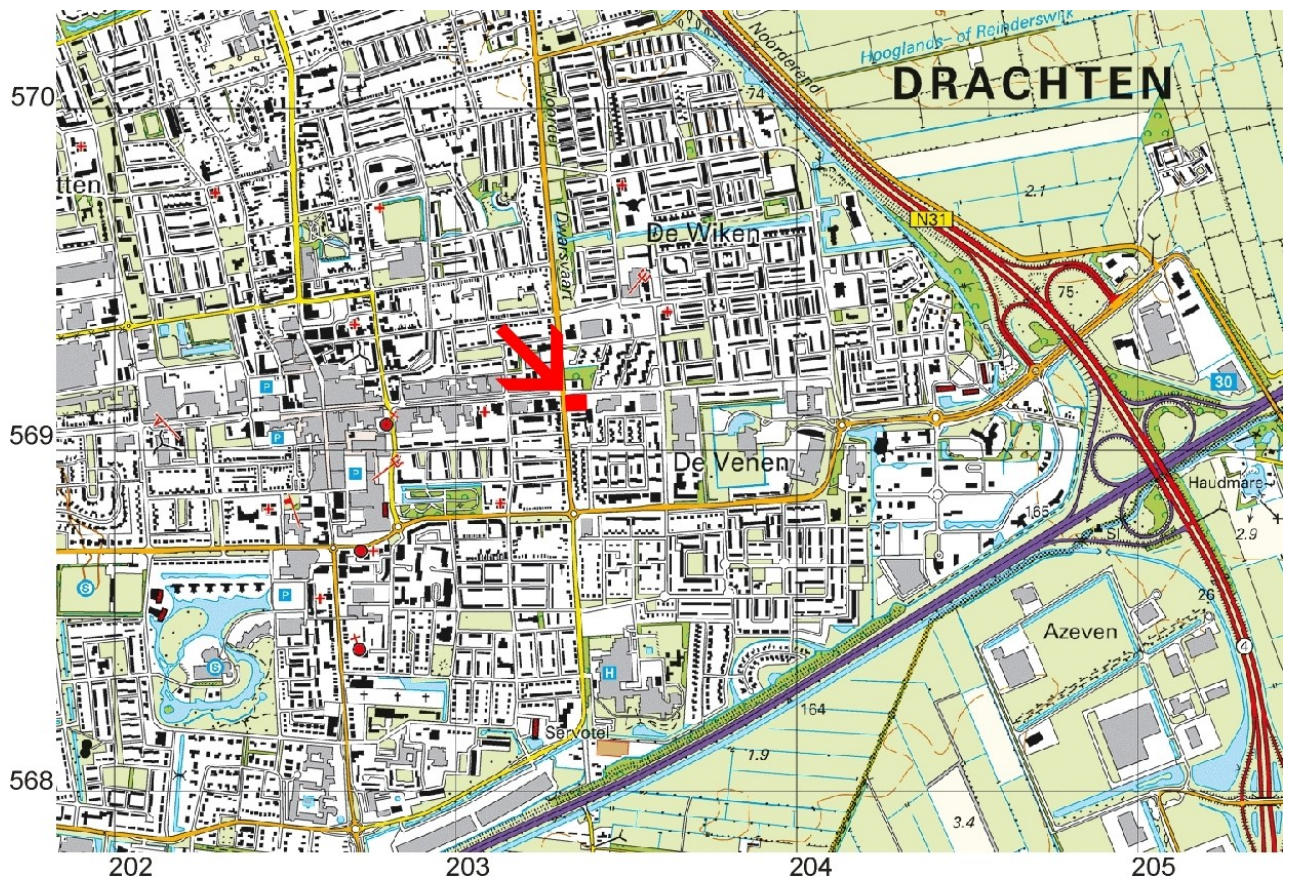 Hooglands- of Reinderswijk
Noorderend
DRACHTEN
570
74
Noorder
Dwarsvaart
tten
2.1
N31
De Wiken
75
P
30
569
P
P
De Venen
Haudmare
165
2.9
S
P
26
Azeven
S
4
H
164
Servotel
1.9
568
3.4
202
203
204
205